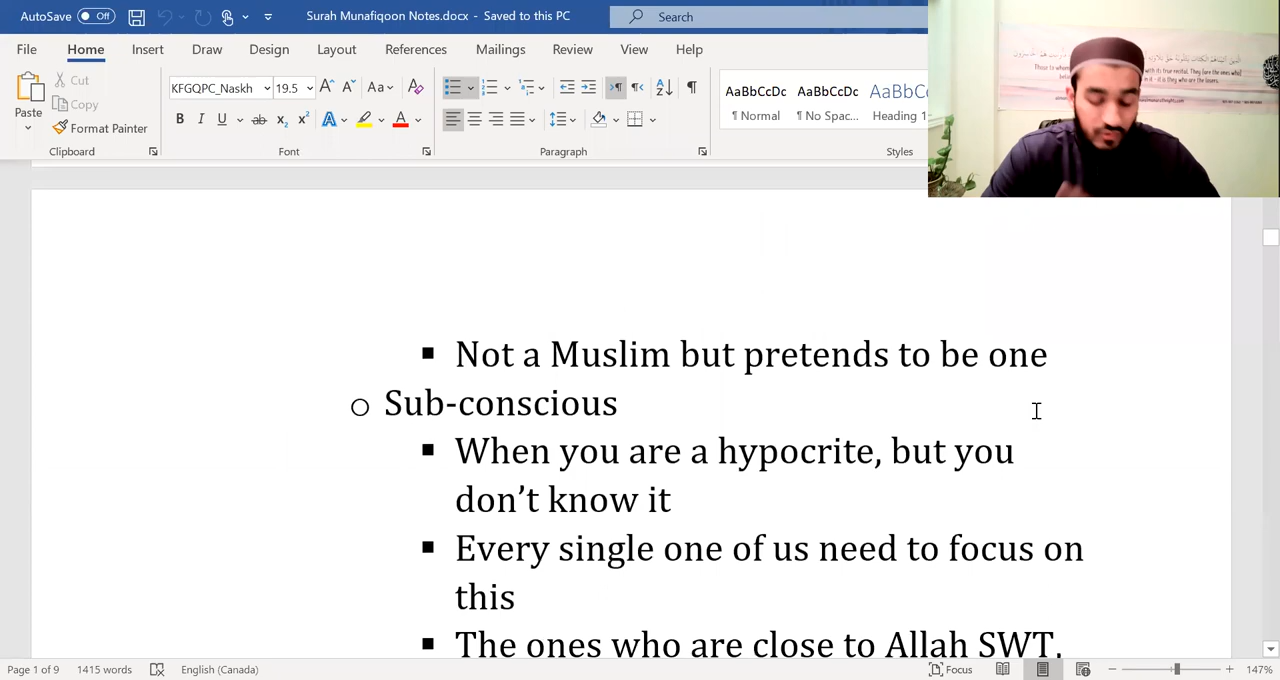 AutoSave Off Surah Munafiqoon Notes.docx - Saved to this PC Search
File Home Insert Draw Design Layout References Mailings Review View Help
Paste Cut Copy Format Painter
KFGQPC_Naskh 19.5
AaBbCcDc AaBbCcDc AaBbCc
¶ Normal ¶ No Spac... Heading 1
Clipboard Font Paragraph Styles
Not a Muslim but pretends to be one
Sub-conscious
When you are a hypocrite, but you
don't know it
Every single one of us need to focus on
this
The ones who are close to Allah SWT,
Page 1 of 9 1415 words English (Canada) Focus 147%